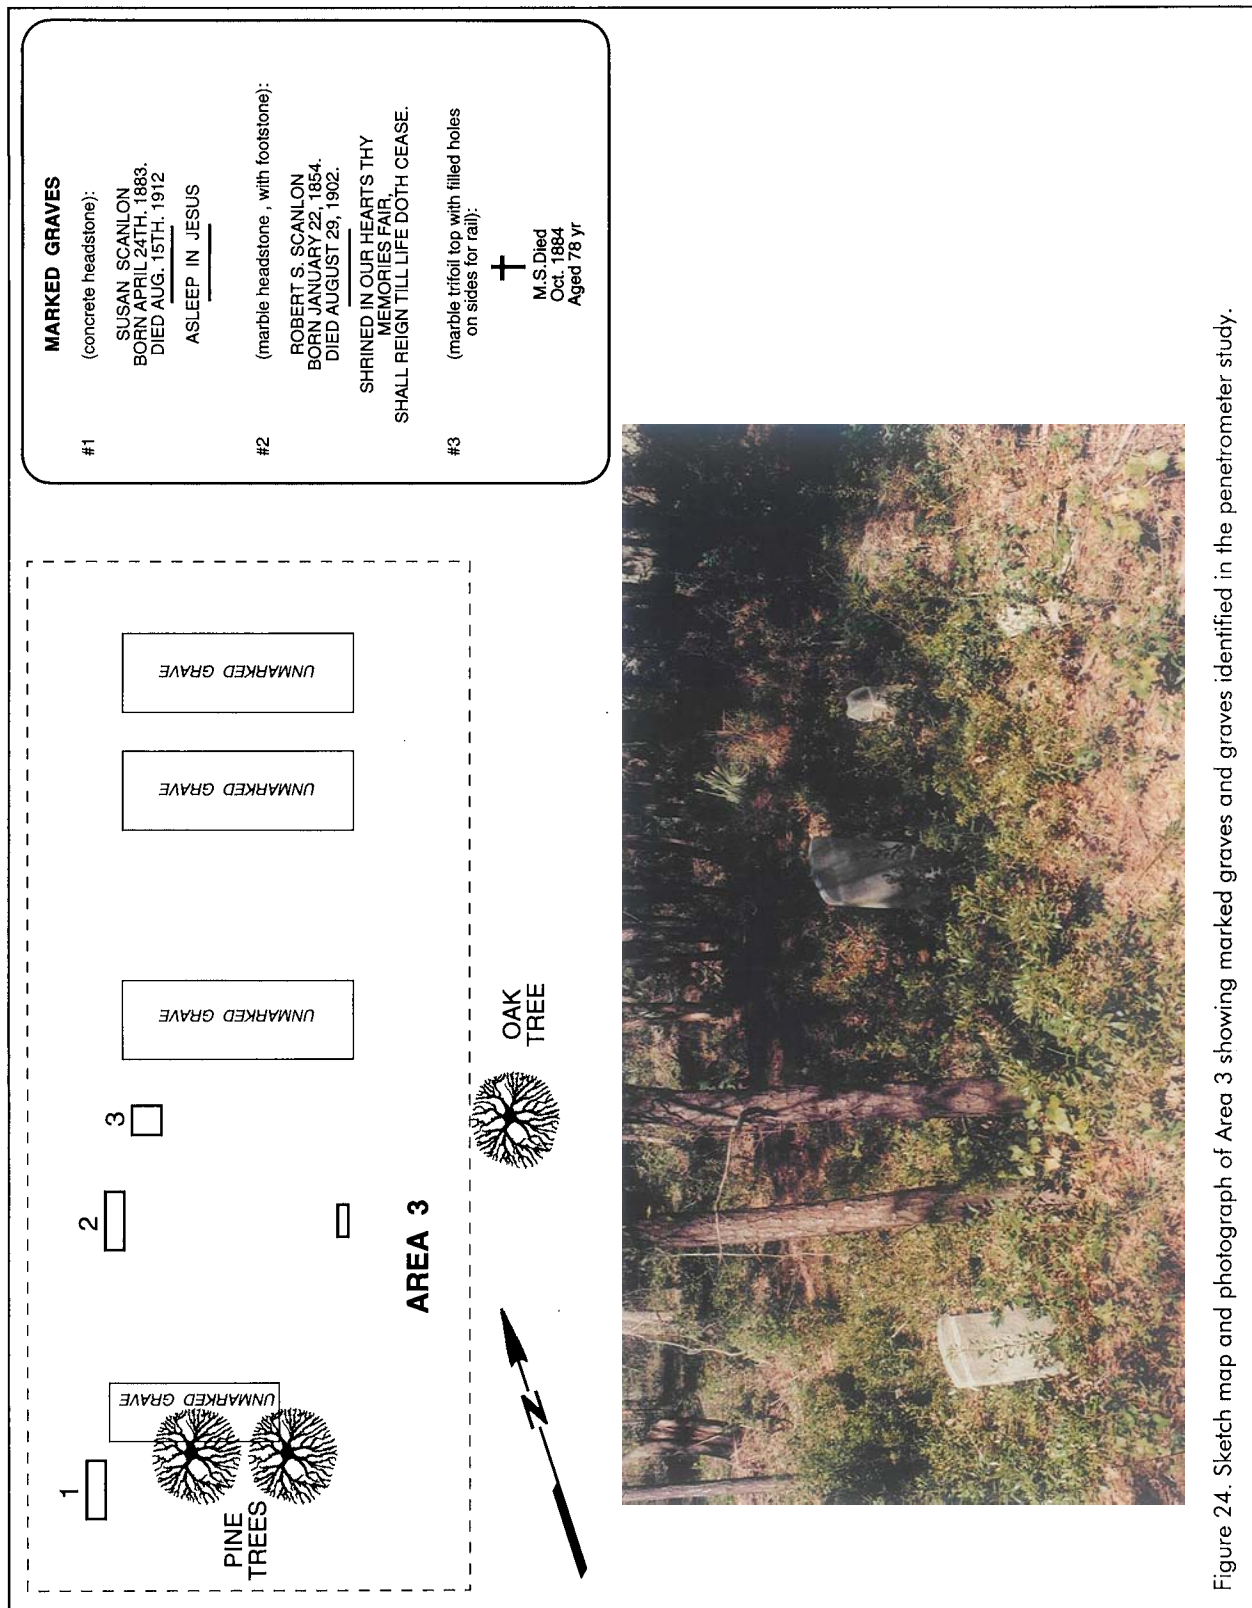 1
PINE
TREES
UNMARKED GRAVE
2
3
AREA 3
OAK
TREE
N
UNMARKED GRAVE
UNMARKED GRAVE
UNMARKED GRAVE
MARKED GRAVES
#1
(concrete headstone):
SUSAN SCANLON
BORN APRIL 24TH. 1883.
DIED AUG. 15TH. 1912
ASLEEP IN JESUS
#2
(marble headstone , with footstone):
ROBERT S. SCANLON
BORN JANUARY 22, 1854.
DIED AUGUST 29, 1902.
SHRINED IN OUR HEARTS THY
MEMORIES FAIR,
SHALL REIGN TILL LIFE DOTH CEASE.
#3
(marble trifoil top with filled holes
on sides for rail):
M.S.Died
Oct. 1884
Aged 78 yr
Figure 24. Sketch map and photograph of Area 3 showing marked graves and graves identified in the penetrometer study.